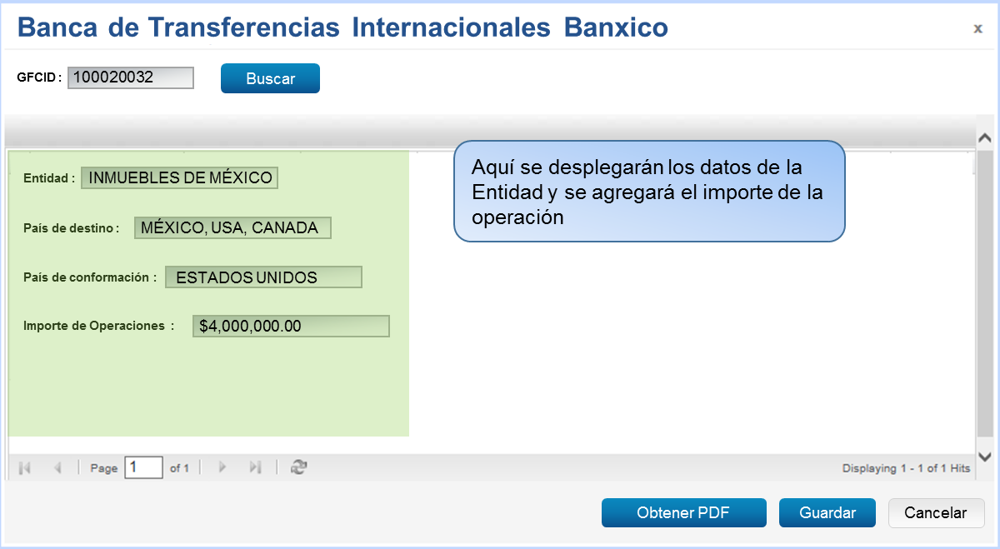 Banca de Transferencias Internacionales Banxico
x
GFCID: 100020032 Buscar
Aquí se desplegarán los datos de la
Entidad y se agregará el importe de la
operación
Entidad : INMUEBLES DE MÉXICO
País de destino : MÉXICO, USA, CANADA
País de conformación : ESTADOS UNIDOS
Importe de Operaciones : $4,000,000.00
Page 1 of 1 Displaying 1 - 1 of 1 Hits
Obtener PDF Guardar Cancelar